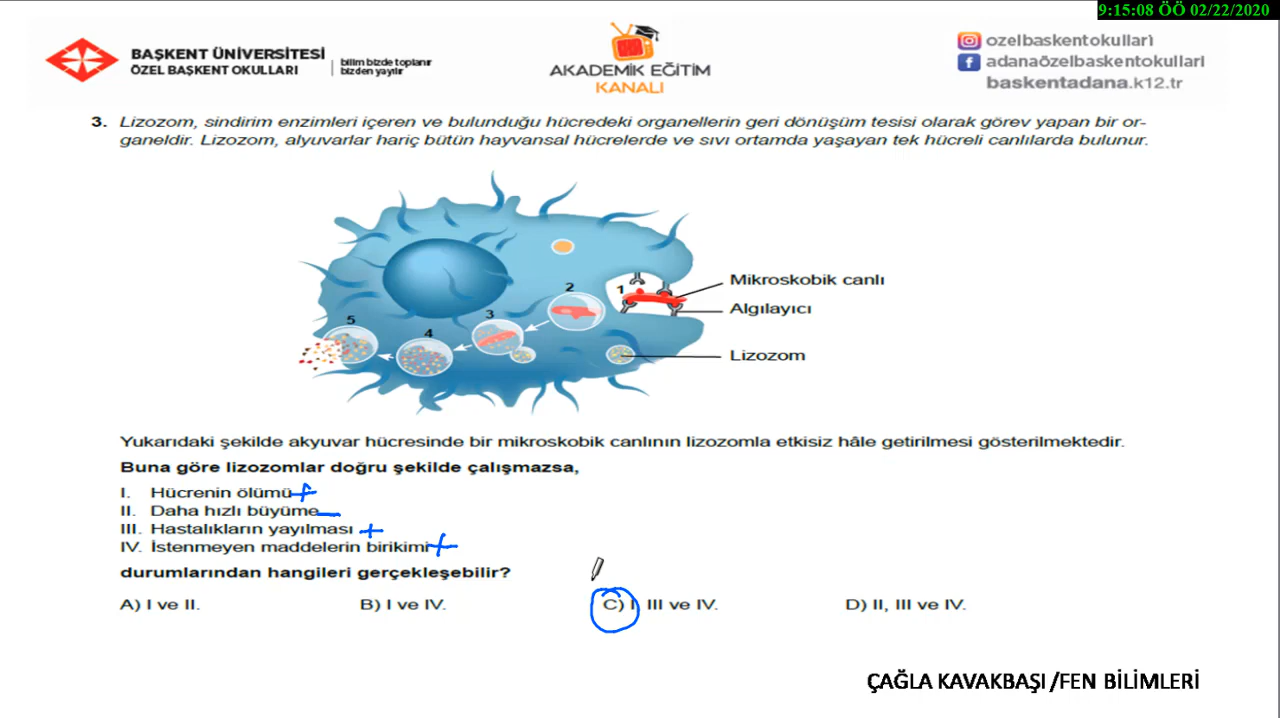 9:15:08 ÖÖ 02/22/2020
BAŞKENT ÜNİVERSİTESİ
ÖZEL BAŞKENT OKULLARI
bilim bizde toplanır
bizden yayılır
AKADEMİK EĞİTİM
KANALI
ozelbaskentokullari
adanaözelbaskentokullari
baskentadana.k12.tr
3. Lizozom, sindirim enzimleri içeren ve bulunduğu hücredeki organellerin geri dönüşüm tesisi olarak görev yapan bir or-
ganeldir. Lizozom, alyuvarlar hariç bütün hayvansal hücrelerde ve sıvı ortamda yaşayan tek hücreli canlılarda bulunur.
Mikroskobik canlı
1
2
Algılayıcı
3
5
4
Lizozom
Yukarıdaki şekilde akyuvar hücresinde bir mikroskobik canlının lizozomla etkisiz hâle getirilmesi gösterilmektedir.
Buna göre lizozomlar doğru şekilde çalışmazsa,
I. Hücrenin ölümü +
II. Daha hızlı büyüme -
III. Hastalıkların yayılması +
IV. İstenmeyen maddelerin birikimi +
durumlarından hangileri gerçekleşebilir?
A) I ve II. B) I ve IV. C) I, III ve IV. D) II, III ve IV.
ÇAĞLA KAVAKBAŞI /FEN BİLİMLERİ